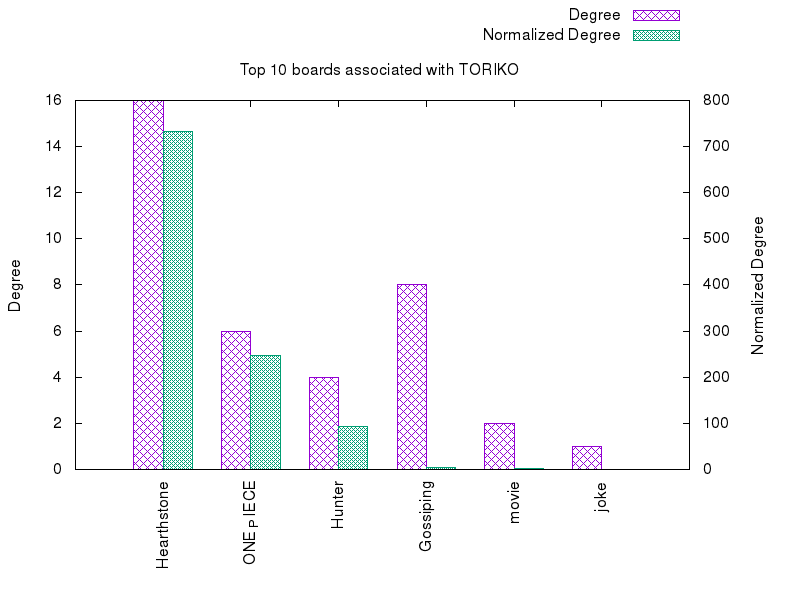 Degree
Normalized Degree
Top 10 boards associated with TORIKO
16 800
14 700
12 600
10 500
8 400
6 300
4 200
2 100
0 0
Degree
Normalized Degree
Hearthstone
ONEPIECE
Hunter
Gossiping
movie
joke